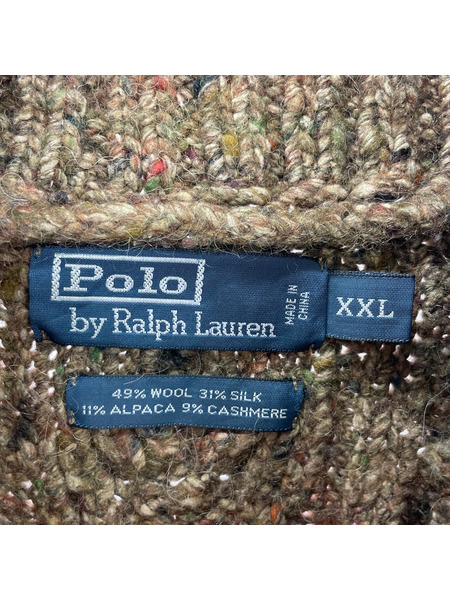 Polo
by Ralph Lauren
MADE IN
CHINA
XXL
49% WOOL 31% SILK
11% ALPACA 9% CASHMERE